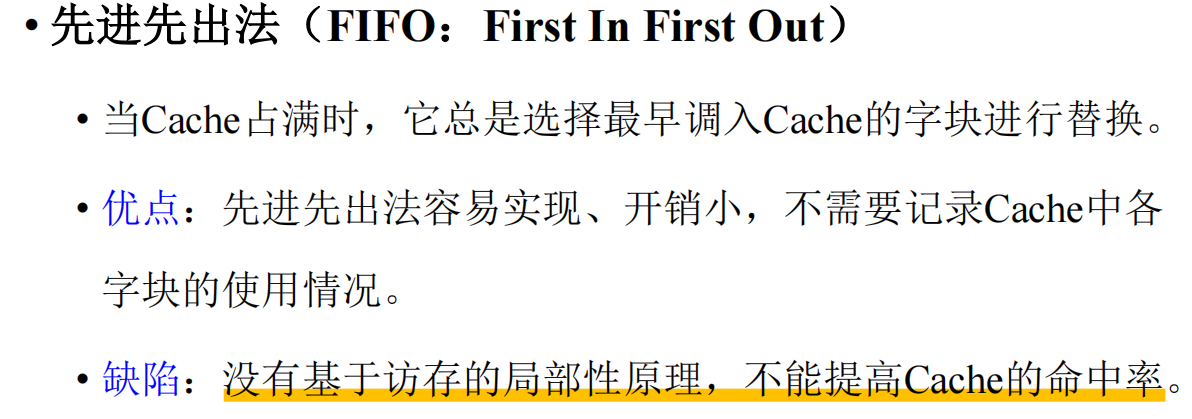 • 先进先出法（FIFO：First In First Out）
• 当Cache占满时，它总是选择最早调入Cache的字块进行替换。
• 优点：先进先出法容易实现、开销小，不需要记录Cache中各
字块的使用情况。
• 缺陷：没有基于访存的局部性原理，不能提高Cache的命中率。